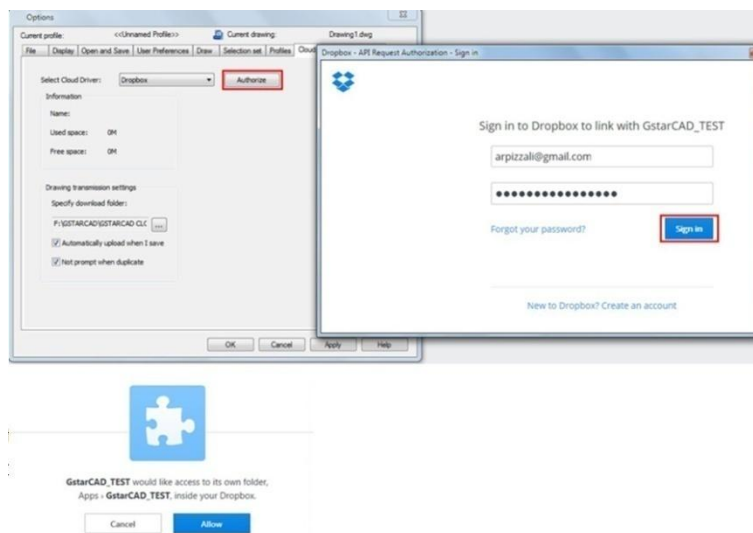 Options
Current profile: <<Unnamed Profile>> Current drawing: Drawing1.dwg
File Display Open and Save User Preferences Draw Selection set Profiles Cloud
Select Cloud Driver: Dropbox Authorize
Information
Name:
Used space: 0M
Free space: 0M
Drawing transmission settings
Specify download folder:
F:\GSTARCAD\GSTARCAD CLC ...
Automatically upload when I save
Not prompt when duplicate
OK Cancel Apply Help
Dropbox - API Request Authorization - Sign in
Sign in to Dropbox to link with GstarCAD_TEST
arpizzali@gmail.com
Forgot your password? Sign in
New to Dropbox? Create an account
GstarCAD_TEST would like access to its own folder,
Apps › GstarCAD_TEST, inside your Dropbox.
Cancel Allow